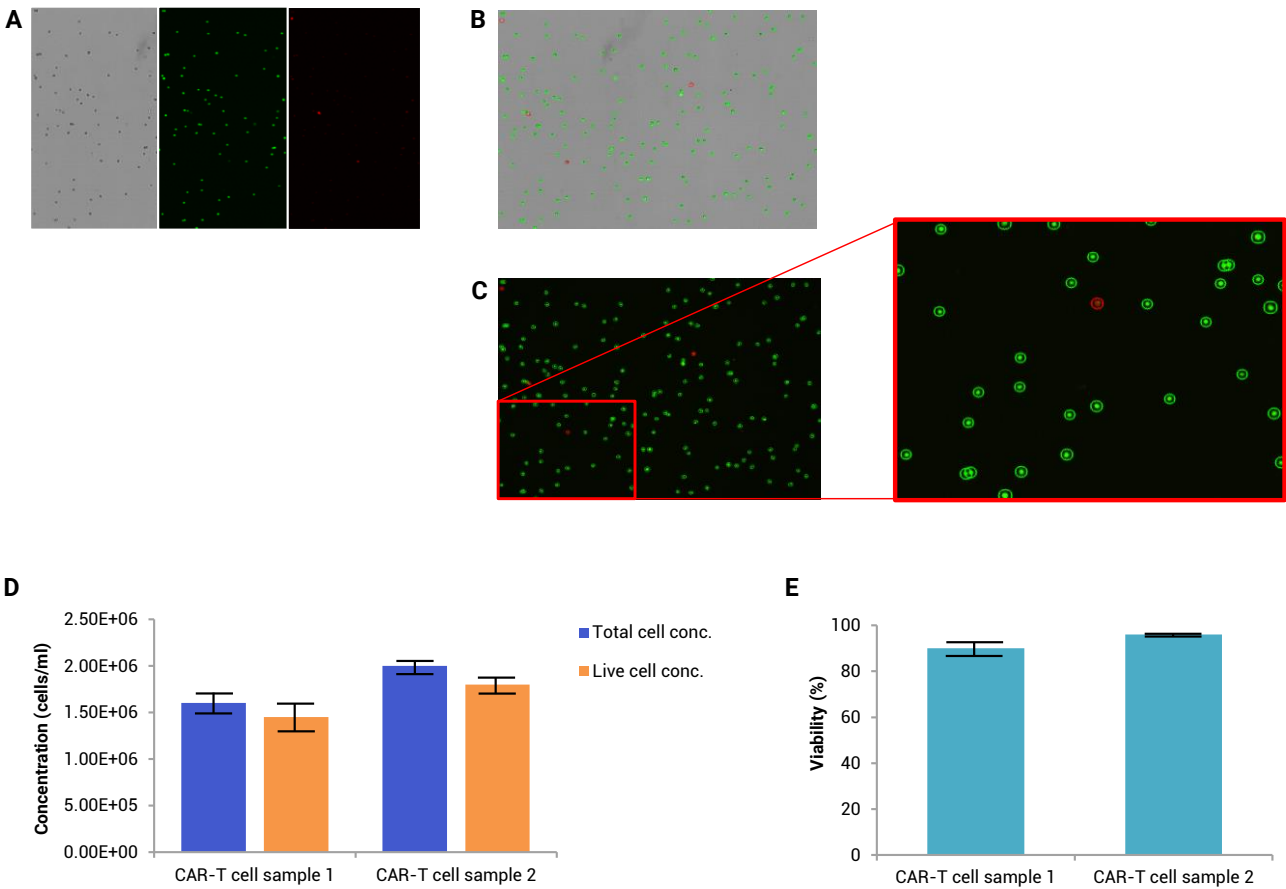 A
B
C
D
Concentration (cells/ml)
2.50E+06
2.00E+06
1.50E+06
1.00E+06
5.00E+05
0.00E+00
CAR-T cell sample 1
CAR-T cell sample 2
Total cell conc.
Live cell conc.
E
Viability (%)
100
80
60
40
20
0
CAR-T cell sample 1
CAR-T cell sample 2